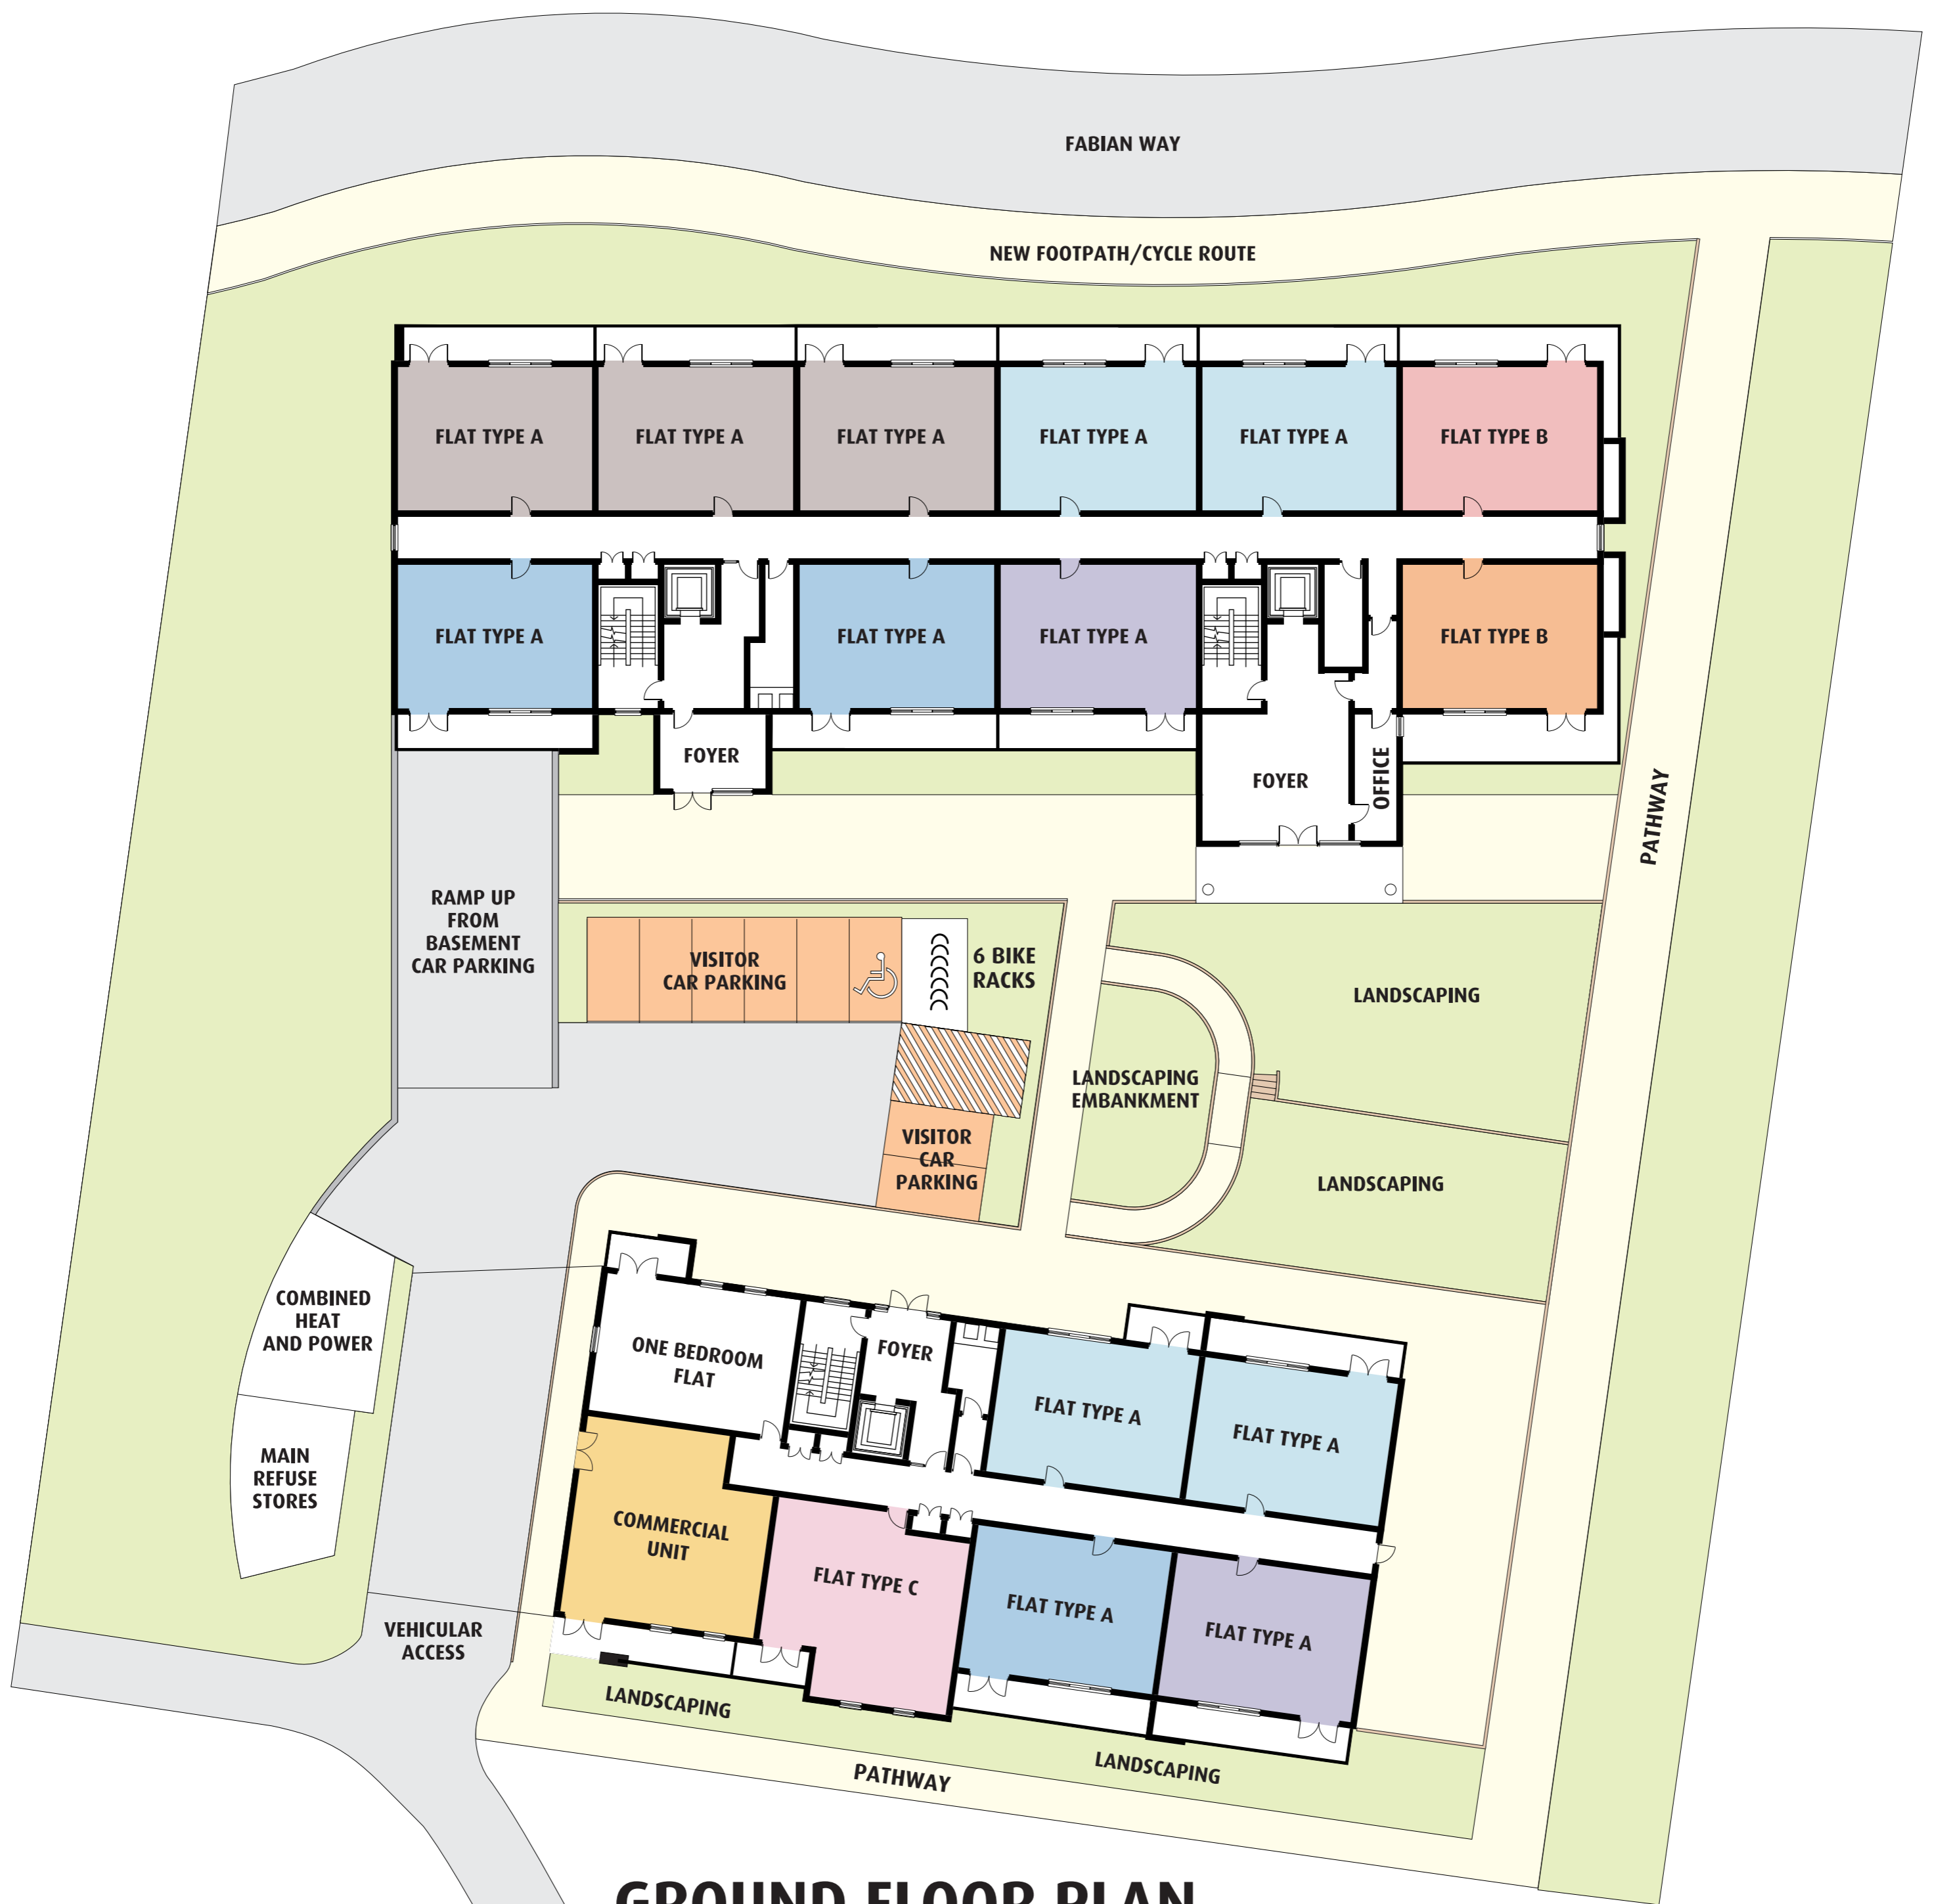 FABIAN WAY
NEW FOOTPATH/CYCLE ROUTE
FLAT TYPE A
FLAT TYPE A
FLAT TYPE A
FLAT TYPE A
FLAT TYPE A
FLAT TYPE B
FLAT TYPE A
FLAT TYPE A
FLAT TYPE A
FLAT TYPE B
FOYER
FOYER
OFFICE
PATHWAY
RAMP UP
FROM
BASEMENT
CAR PARKING
VISITOR
CAR PARKING
6 BIKE
RACKS
LANDSCAPING
LANDSCAPING
EMBANKMENT
VISITOR
CAR
PARKING
LANDSCAPING
COMBINED
HEAT
AND POWER
ONE BEDROOM
FLAT
FOYER
FLAT TYPE A
FLAT TYPE A
MAIN
REFUSE
STORES
COMMERCIAL
UNIT
FLAT TYPE C
FLAT TYPE A
FLAT TYPE A
VEHICULAR
ACCESS
LANDSCAPING
LANDSCAPING
PATHWAY
GROUND FLOOR PLAN